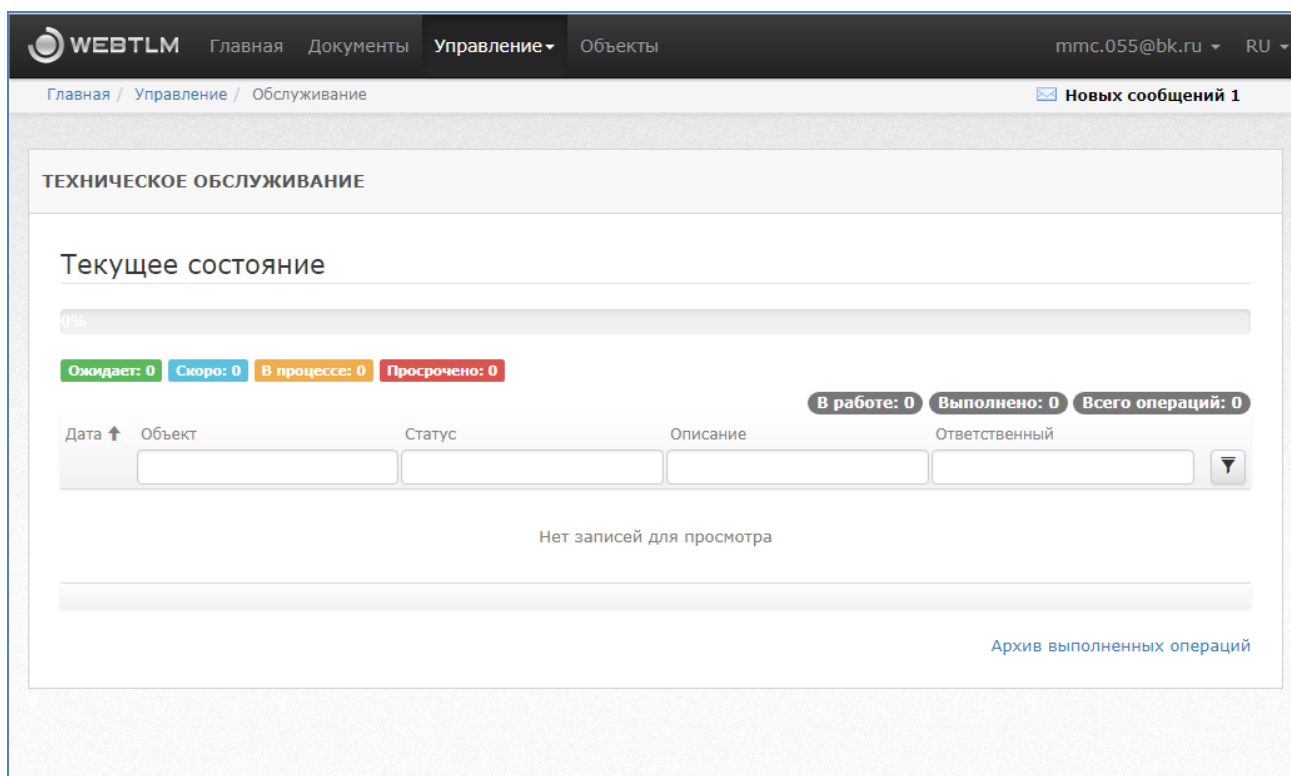 WEBTLM Главная Документы Управление Объекты mmc.055@bk.ru RU
Главная / Управление / Обслуживание Новых сообщений 1
ТЕХНИЧЕСКОЕ ОБСЛУЖИВАНИЕ
Текущее состояние
0%
Ожидает: 0 Скоро: 0 В процессе: 0 Просрочено: 0
В работе: 0 Выполнено: 0 Всего операций: 0
Дата Объект Статус Описание Ответственный
Нет записей для просмотра
Архив выполненных операций